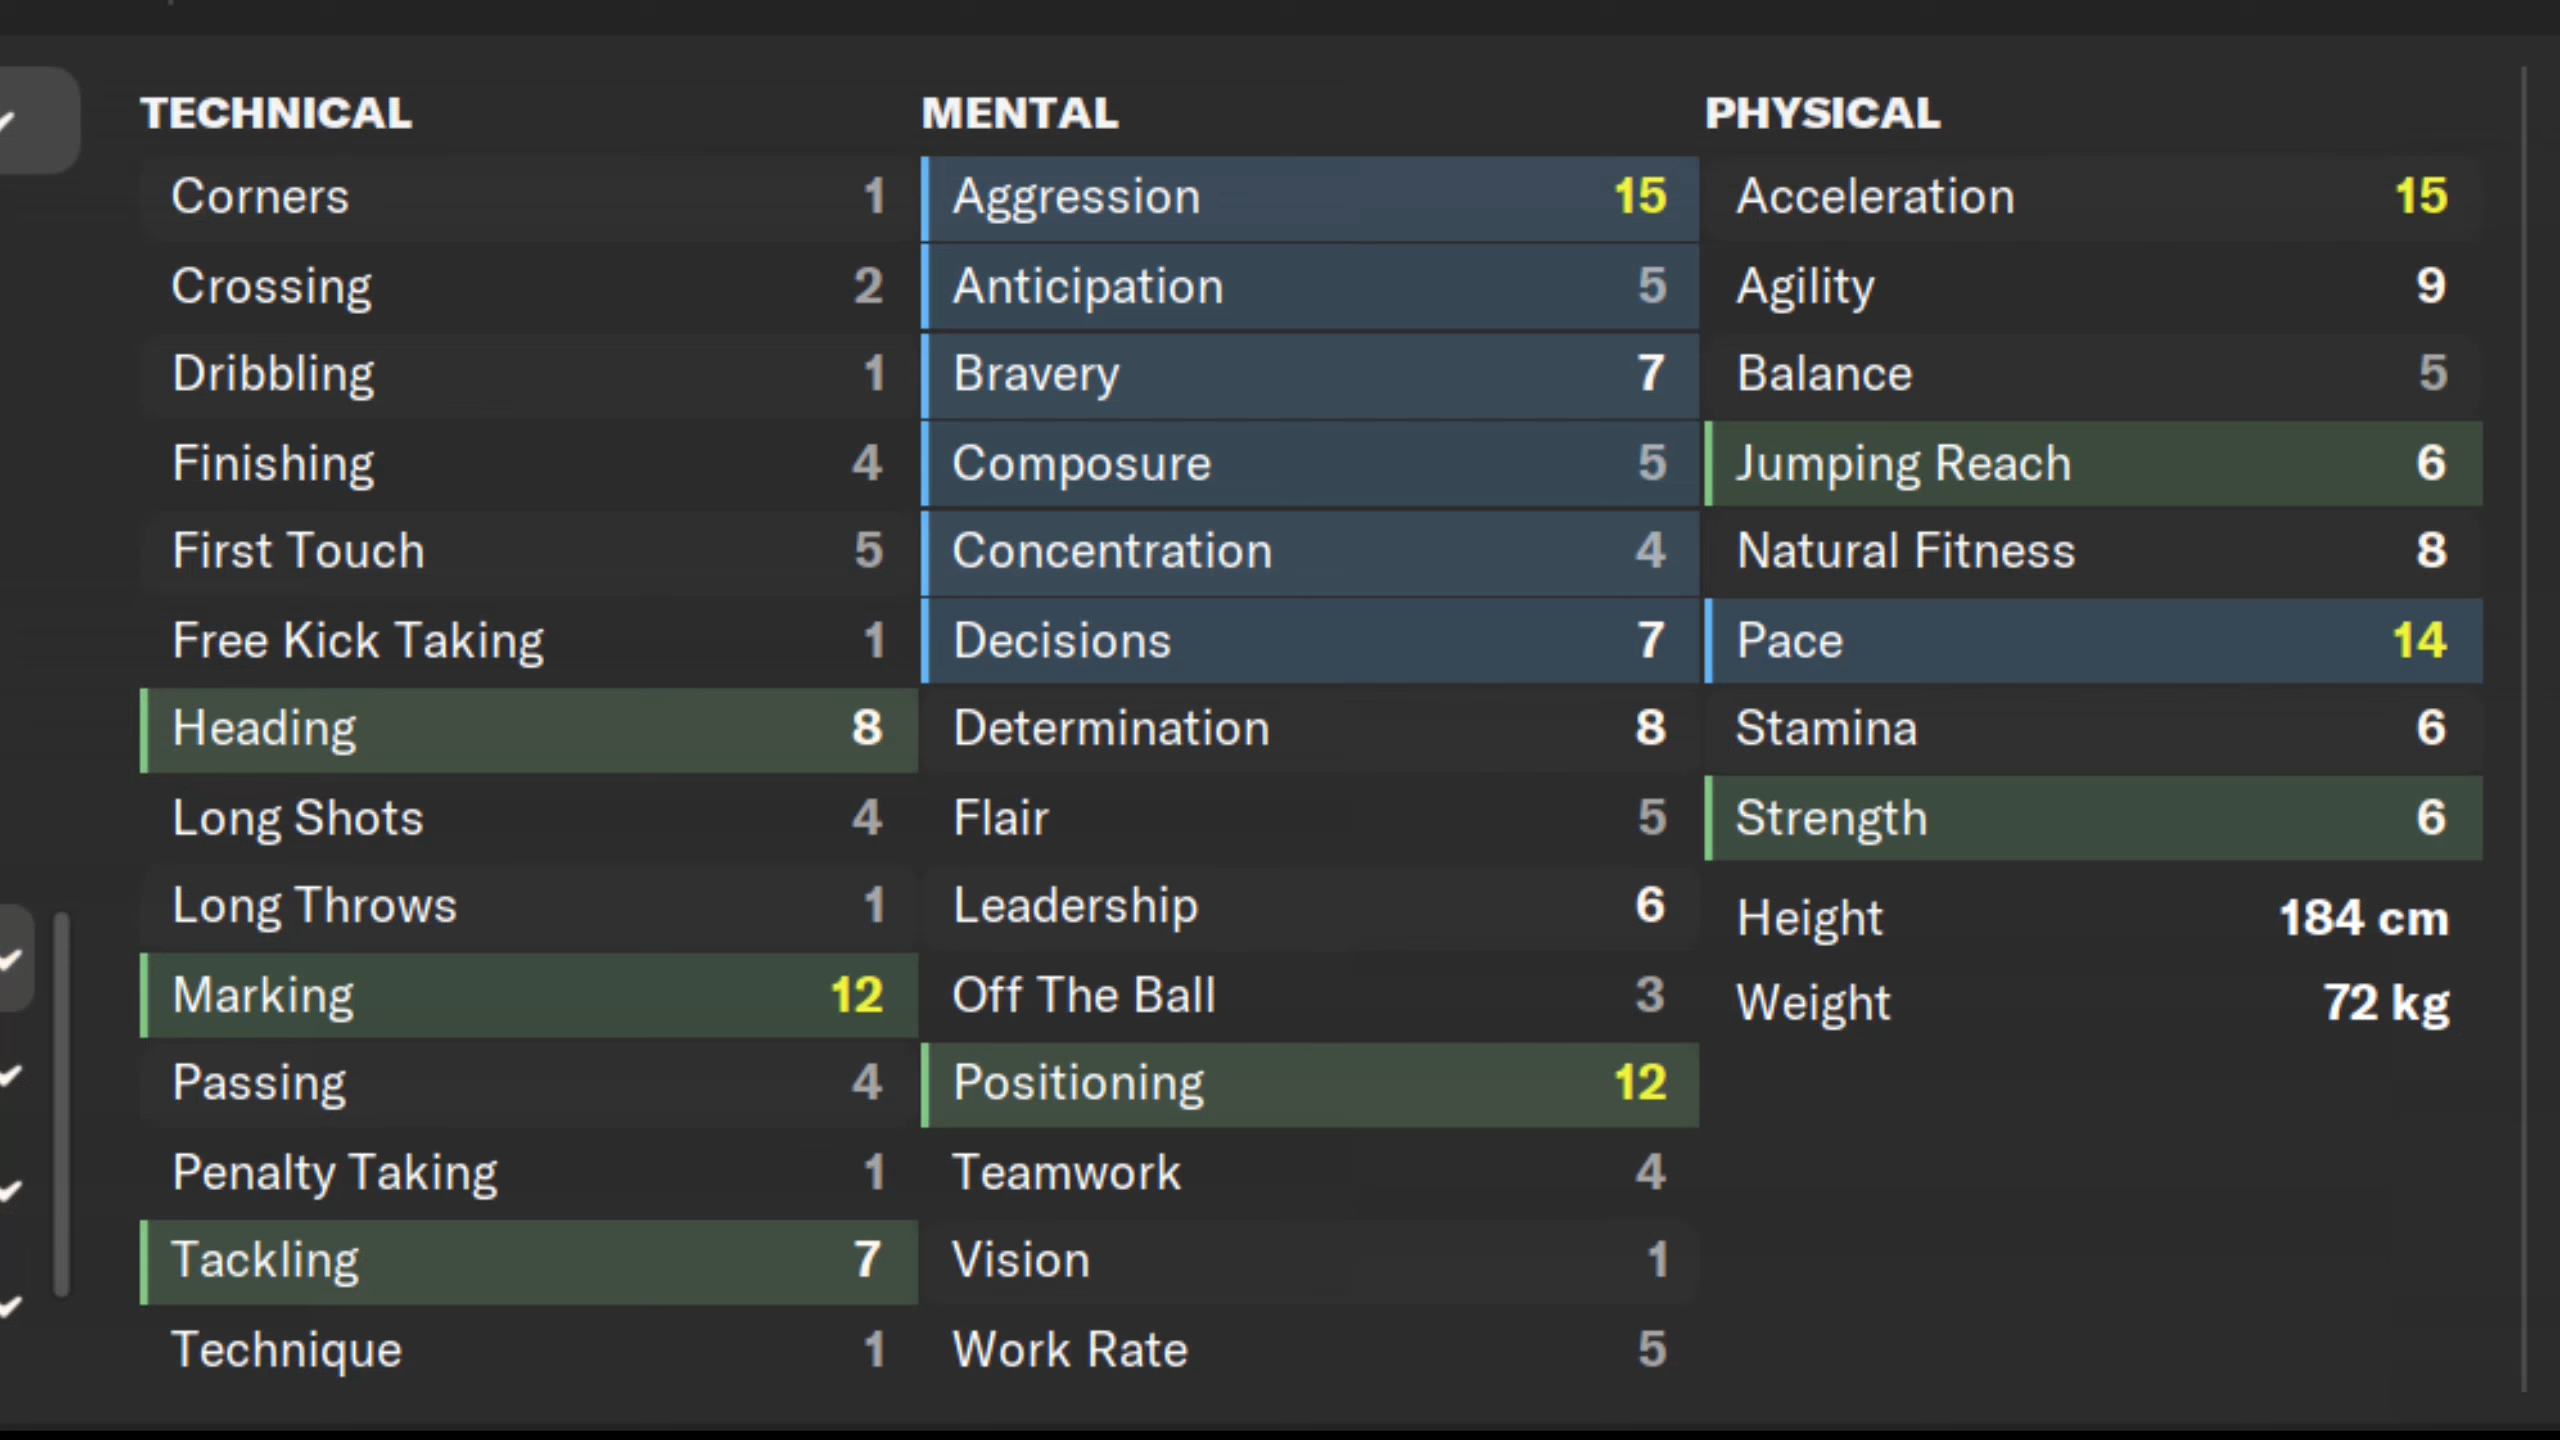 TECHNICAL
Corners 1
Crossing 2
Dribbling 1
Finishing 4
First Touch 5
Free Kick Taking 1
Heading 8
Long Shots 4
Long Throws 1
Marking 12
Passing 4
Penalty Taking 1
Tackling 7
Technique 1
MENTAL
Aggression 15
Anticipation 5
Bravery 7
Composure 5
Concentration 4
Decisions 7
Determination 8
Flair 5
Leadership 6
Off The Ball 3
Positioning 12
Teamwork 4
Vision 1
Work Rate 5
PHYSICAL
Acceleration 15
Agility 9
Balance 5
Jumping Reach 6
Natural Fitness 8
Pace 14
Stamina 6
Strength 6
Height 184 cm
Weight 72 kg